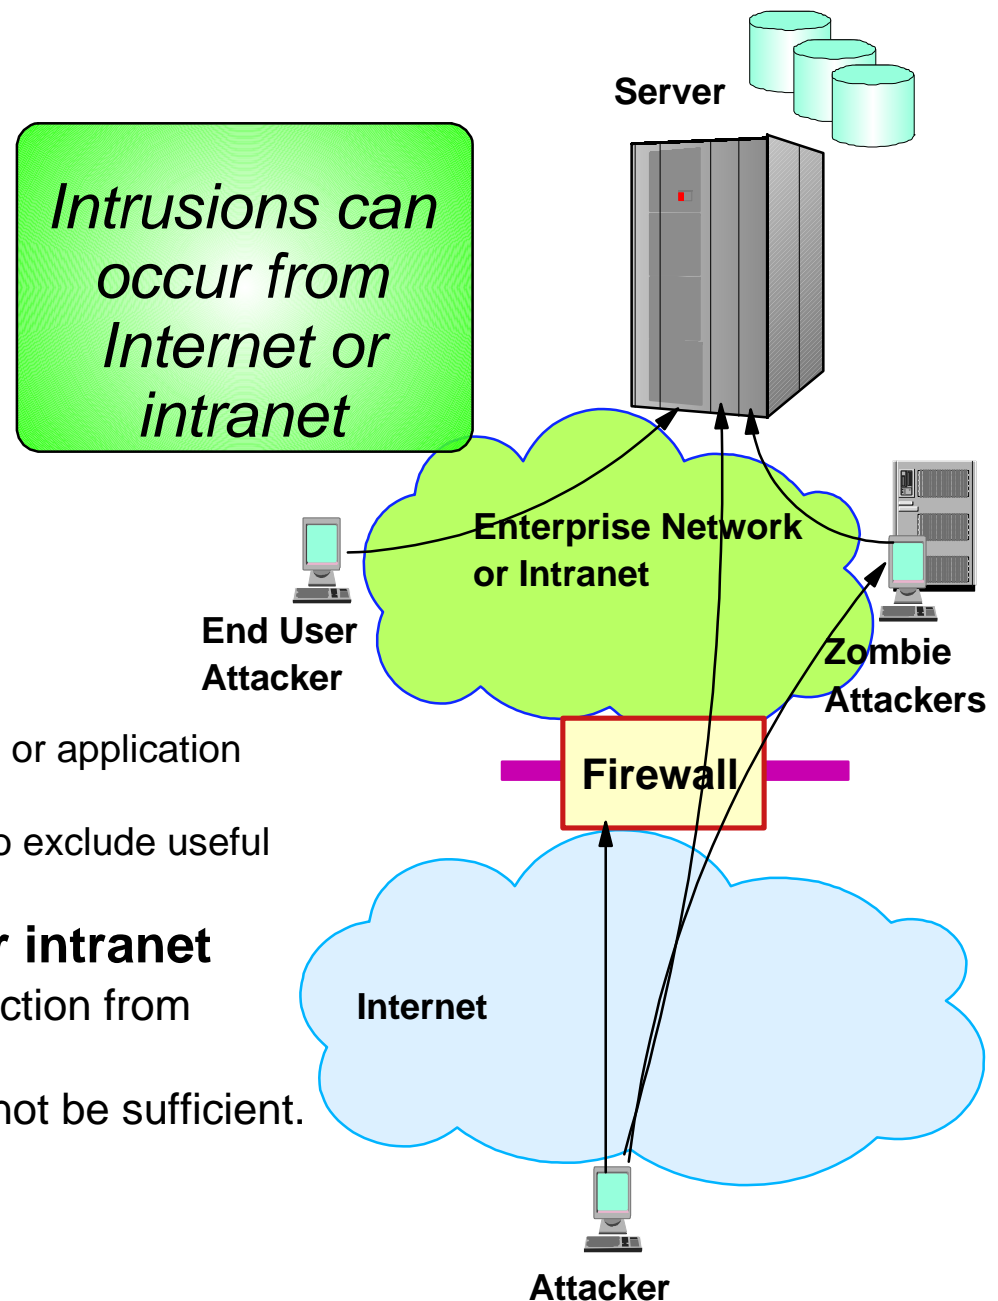 Server
Intrusions can
occur from
Internet or
intranet
Enterprise Network
or Intranet
End User
Attacker
Zombie
Attackers
or application
Firewall
o exclude useful
r intranet
ction from
Internet
not be sufficient.
Attacker